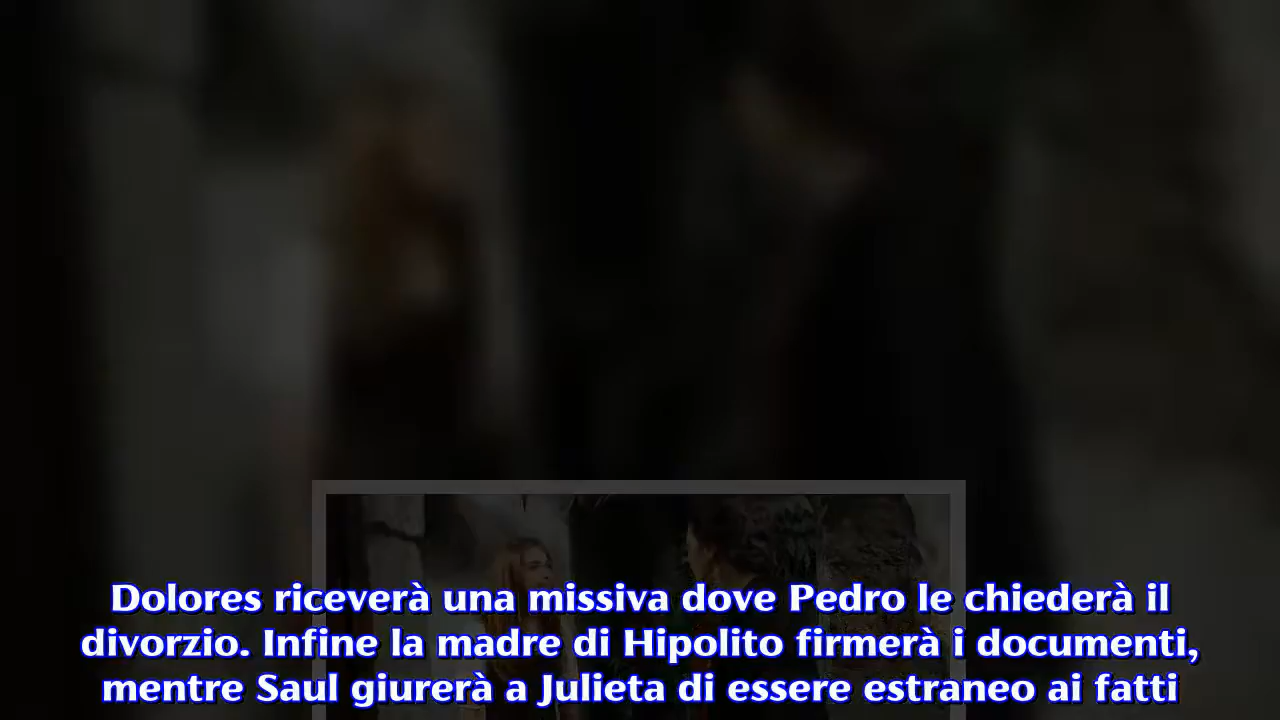 Dolores riceverà una missiva dove Pedro le chiederà il
divorzio. Infine la madre di Hipolito firmerà i documenti,
mentre Saul giurerà a Julieta di essere estraneo ai fatti